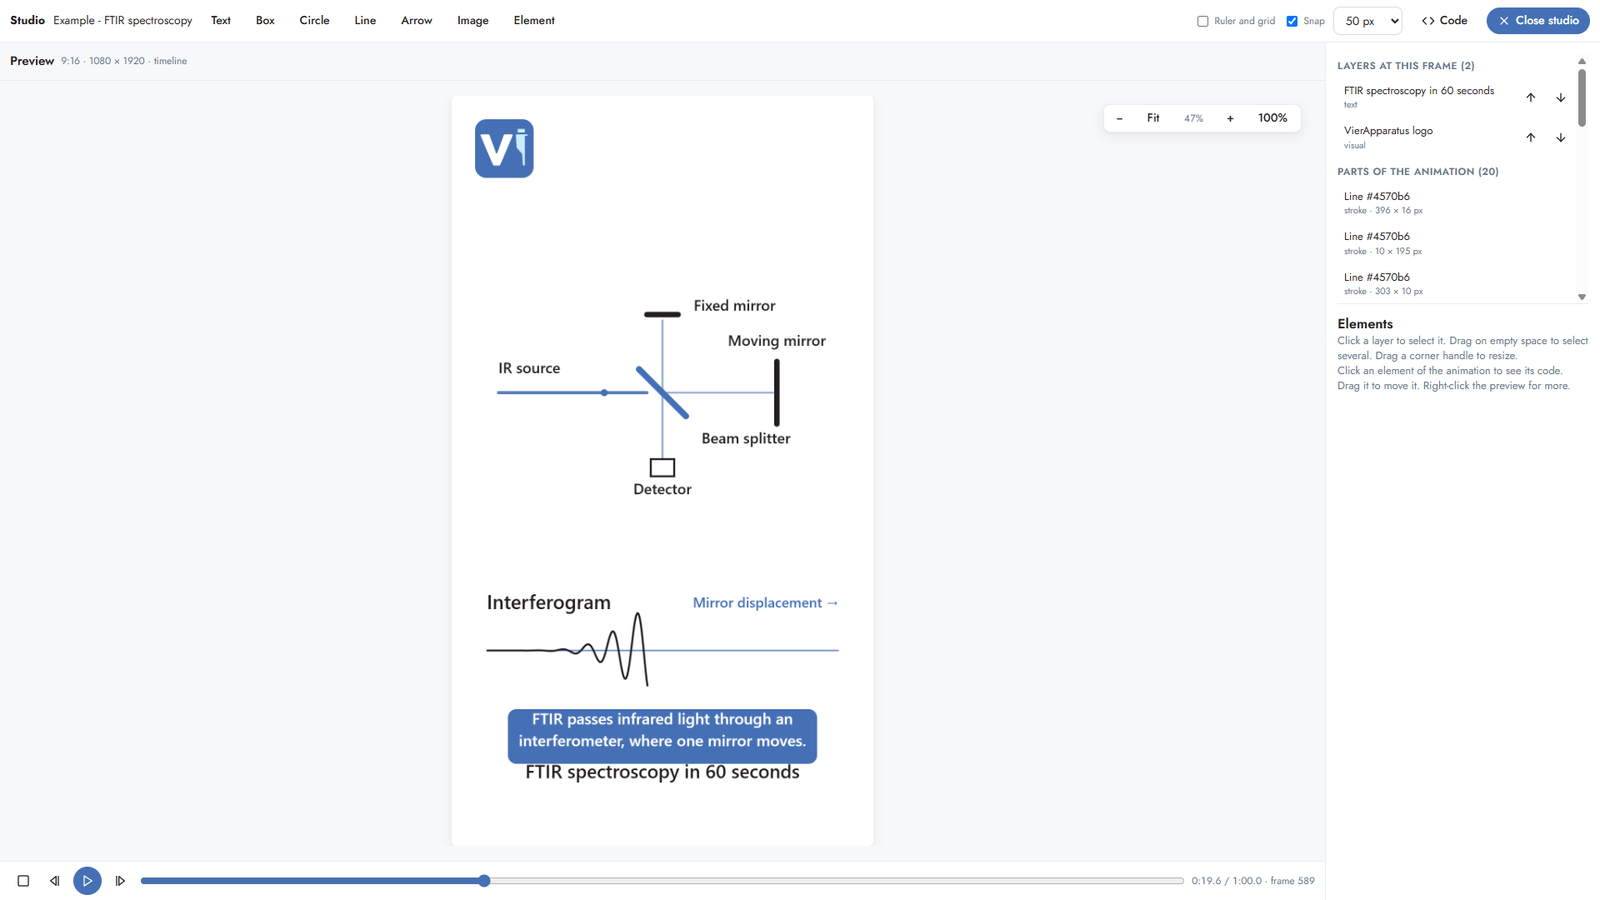 Studio Example - FTIR spectroscopy Text Box Circle Line Arrow Image Element Ruler and grid Snap 50 px Code Close studio
Preview 9:16 · 1080 × 1920 · timeline
− Fit 47% + 100%
Vi
Fixed mirror
Moving mirror
IR source
Beam splitter
Detector
Interferogram
Mirror displacement →
FTIR passes infrared light through an
interferometer, where one mirror moves.
FTIR spectroscopy in 60 seconds
LAYERS AT THIS FRAME (2)
FTIR spectroscopy in 60 seconds
text
VierApparatus logo
visual
PARTS OF THE ANIMATION (20)
Line #4570b6
stroke · 396 × 16 px
Line #4570b6
stroke · 10 × 195 px
Line #4570b6
stroke · 303 × 10 px
Elements
Click a layer to select it. Drag on empty space to select
several. Drag a corner handle to resize.
Click an element of the animation to see its code.
Drag it to move it. Right-click the preview for more.
0:19.6 / 1:00.0 · frame 589